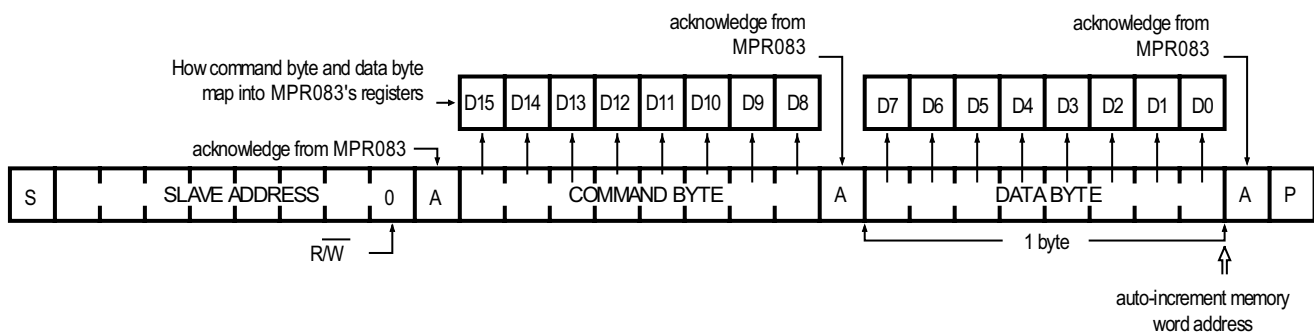 acknowledge from
MPR083
acknowledge from
MPR083
How command byte and data byte
map into MPR083's registers
D15 D14 D13 D12 D11 D10 D9 D8
D7 D6 D5 D4 D3 D2 D1 D0
acknowledge from MPR083
S SLAVE ADDRESS 0 A COMMAND BYTE A DATA BYTE A P
R/W
1 byte
auto-increment memory
word address